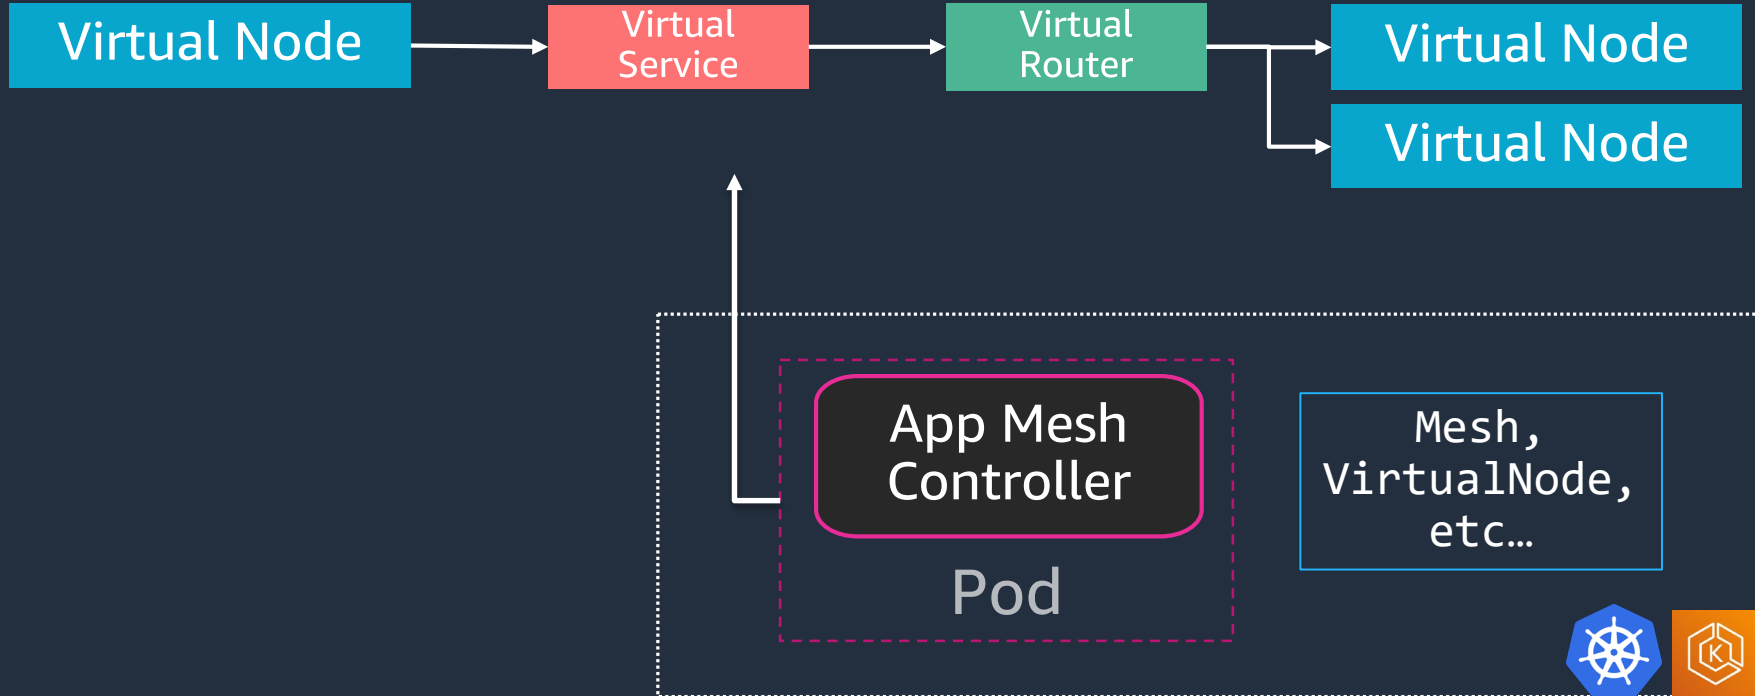 Virtual Node
Virtual
Service
Virtual
Router
Virtual Node
Virtual Node
App Mesh
Controller
Pod
Mesh,
VirtualNode,
etc…
K